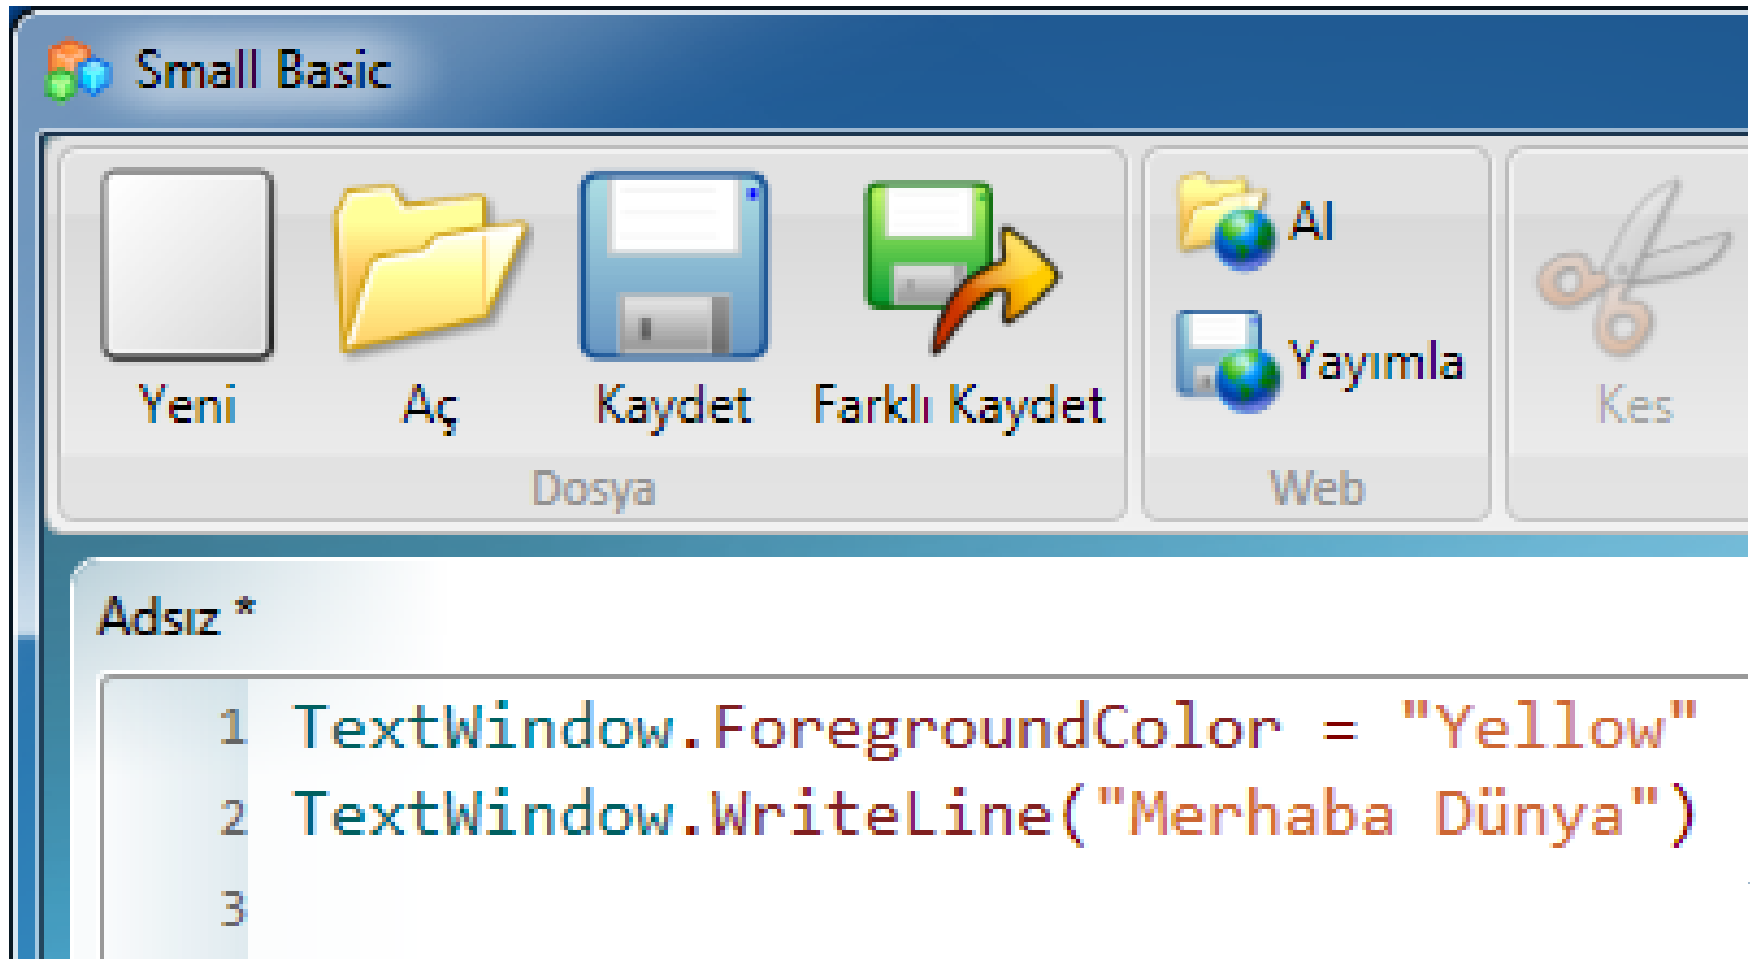 Small Basic
Yeni Aç Kaydet Farklı Kaydet
Al
Yayımla
Kes
Dosya
Web
Adsız *
1 TextWindow.ForegroundColor = "Yellow"
2 TextWindow.WriteLine("Merhaba Dünya")
3